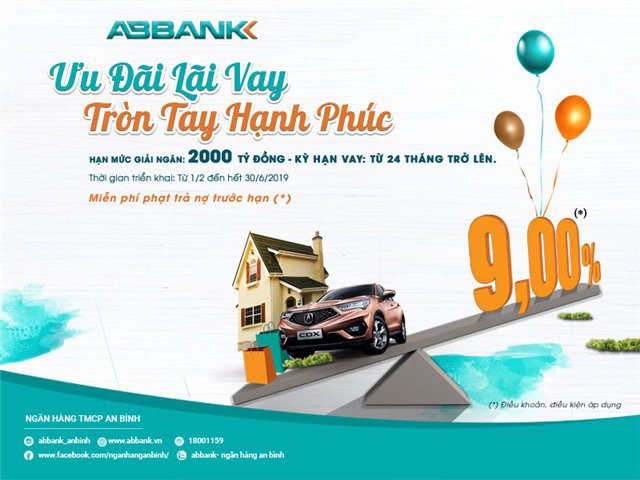 ABBANK
Ưu Đãi Lãi Vay
Tròn Tay Hạnh Phúc
HẠN MỨC GIẢI NGÂN: 2000 TỶ ĐỒNG - KỲ HẠN VAY: TỪ 24 THÁNG TRỞ LÊN.
Thời gian triển khai: Từ 1/2 đến hết 30/6/2019
Miễn phí phạt trả nợ trước hạn (*)
9,00% (*)
CDX
(*) Điều khoản, điều kiện áp dụng
NGÂN HÀNG TMCP AN BÌNH
abbank_anbinh www.abbank.vn 18001159
www.facebook.com/nganhanganbinh/ abbank- ngân hàng an bình